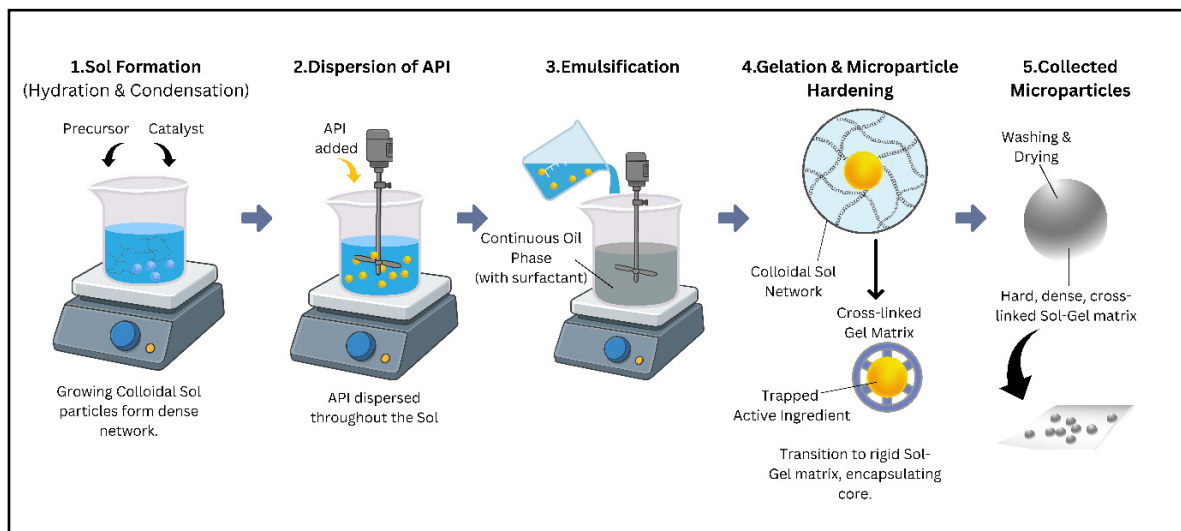 1.Sol Formation
(Hydration & Condensation)
Precursor
Catalyst
Growing Colloidal Sol
particles form dense
network.
2.Dispersion of API
API
added
API dispersed
throughout the Sol
3.Emulsification
Continuous Oil
Phase
(with surfactant)
4.Gelation & Microparticle
Hardening
Colloidal Sol
Network
Cross-linked
Gel Matrix
Trapped
Active Ingredient
Transition to rigid Sol-
Gel matrix, encapsulating
core.
5.Collected
Microparticles
Washing &
Drying
Hard, dense, cross-
linked Sol-Gel matrix